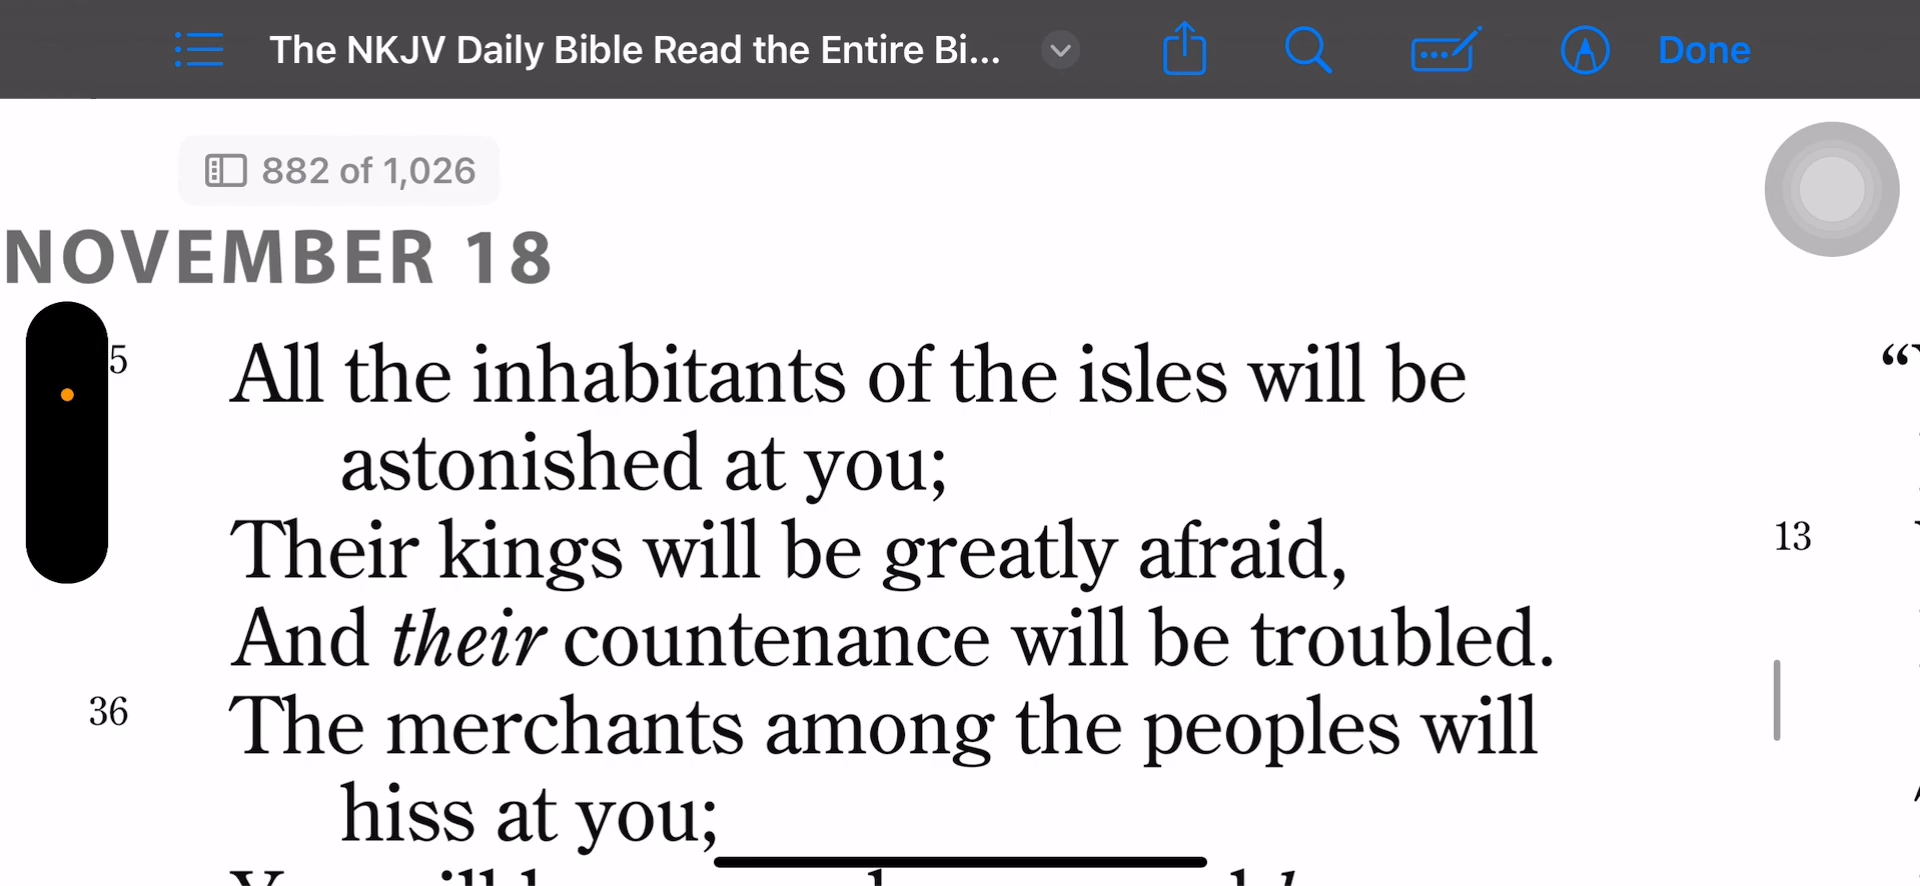 The NKJV Daily Bible Read the Entire Bi...
Done
882 of 1,026
NOVEMBER 18
5 All the inhabitants of the isles will be
astonished at you;
Their kings will be greatly afraid,
And their countenance will be troubled.
36 The merchants among the peoples will
hiss at you;
13